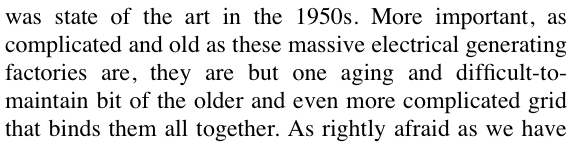 was state of the art in the 1950s. More important, as
complicated and old as these massive electrical generating
factories are, they are but one aging and difficult-to-
maintain bit of the older and even more complicated grid
that binds them all together. As rightly afraid as we have